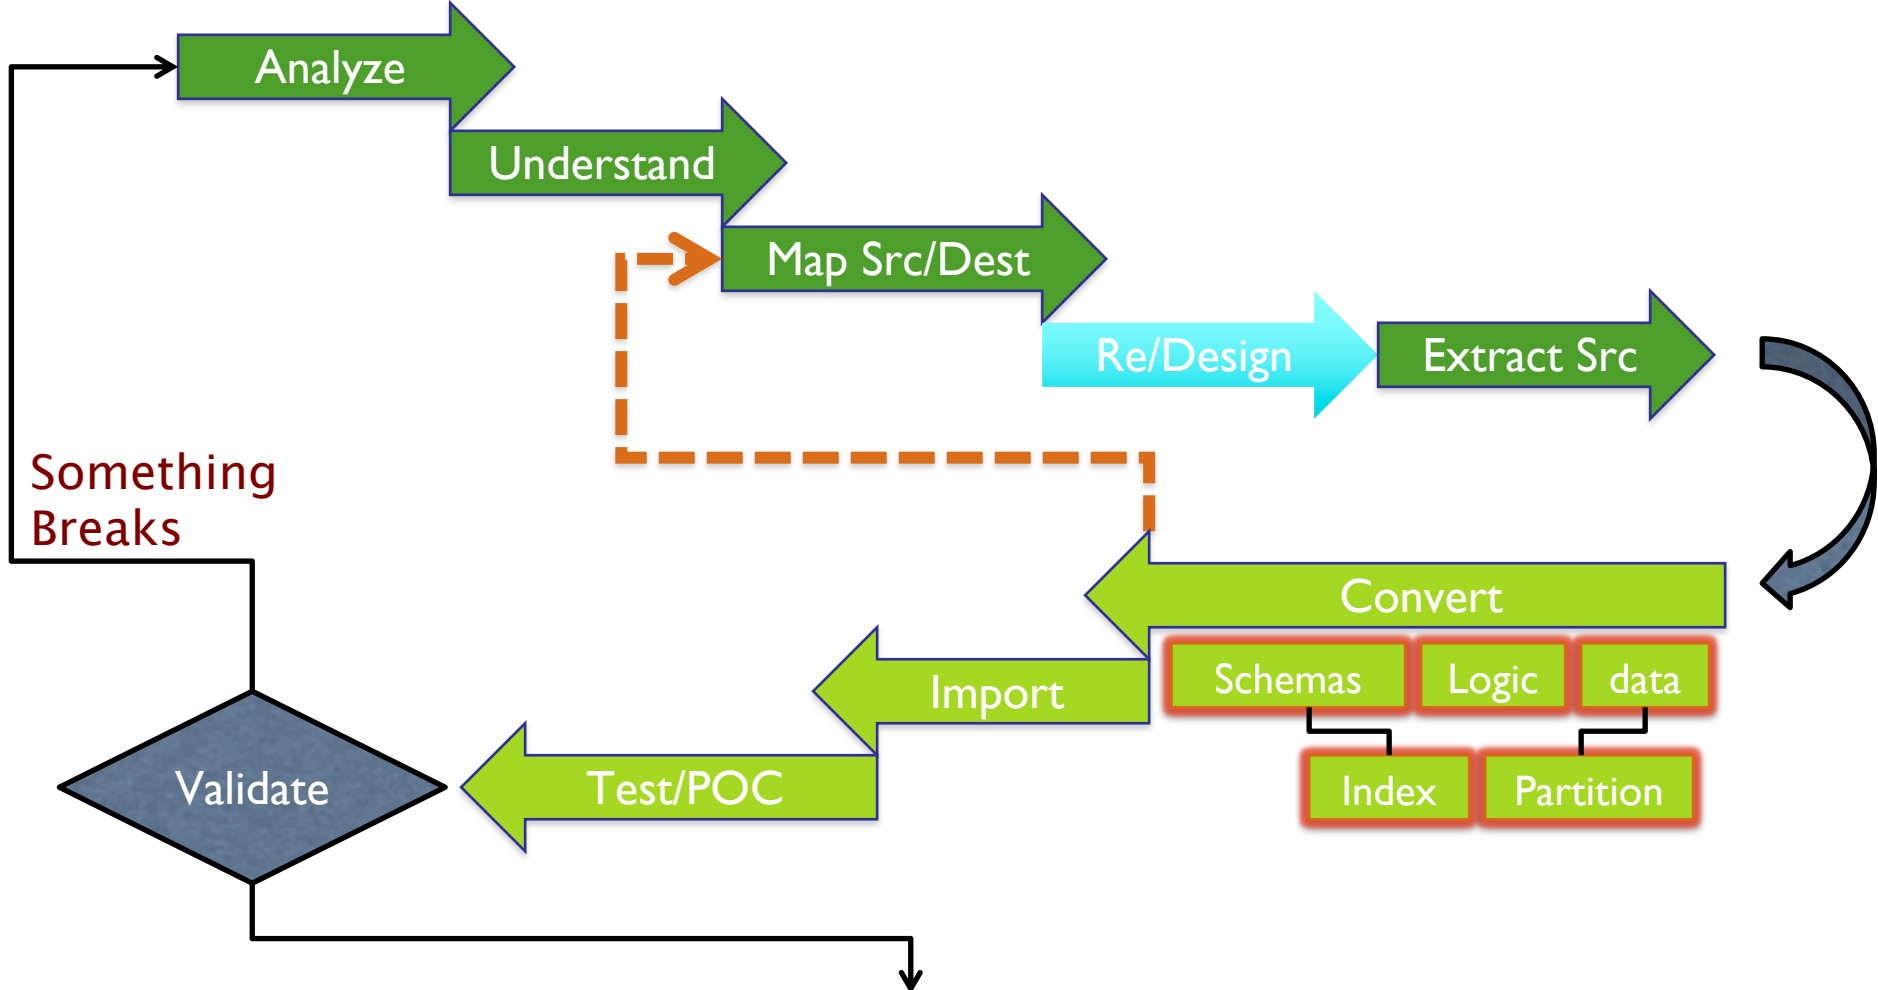 Analyze
Understand
Map Src/Dest
Re/Design
Extract Src
Something
Breaks
Convert
Schemas
Logic
data
Import
Index
Partition
Test/POC
Validate